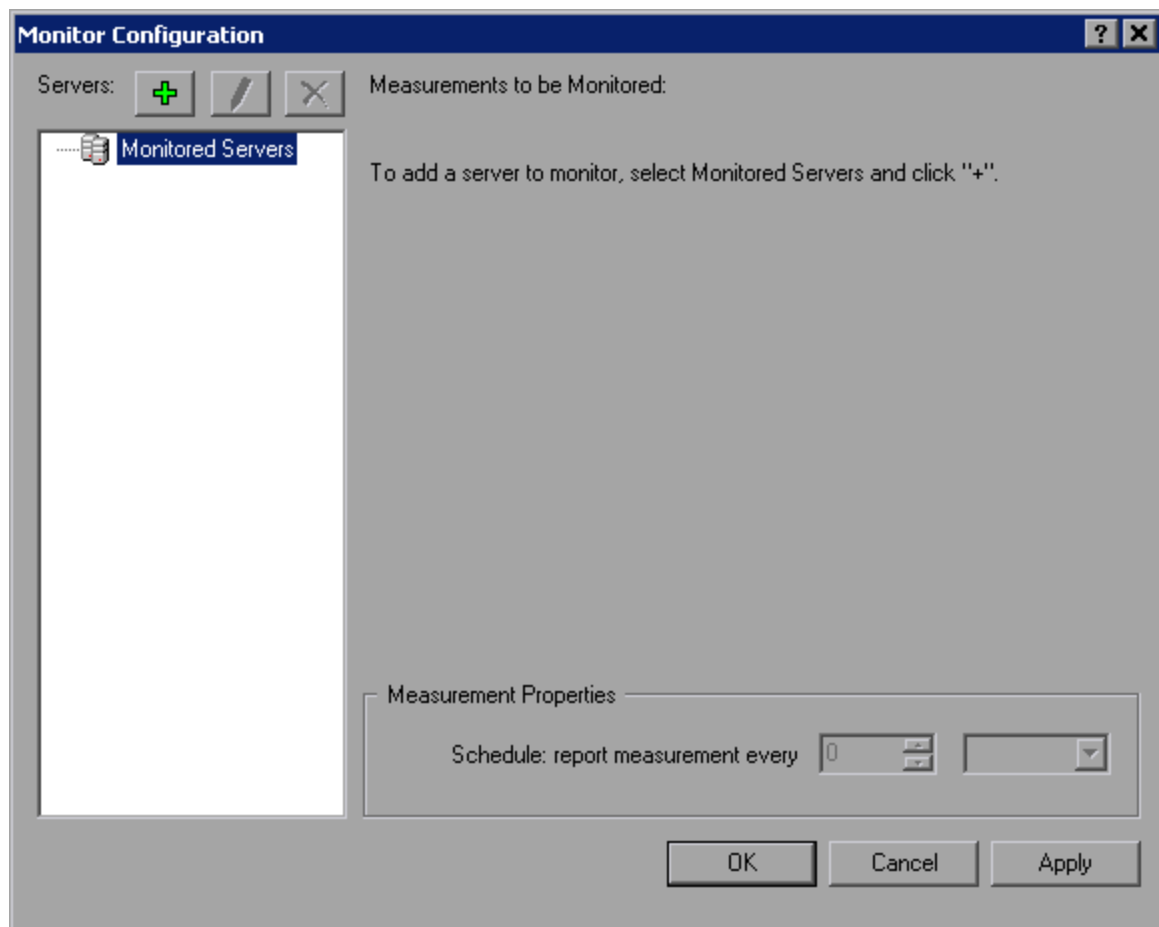 Monitor Configuration
Servers:
Measurements to be Monitored:
Monitored Servers
To add a server to monitor, select Monitored Servers and click "+".
Measurement Properties
Schedule: report measurement every 0
OK Cancel Apply